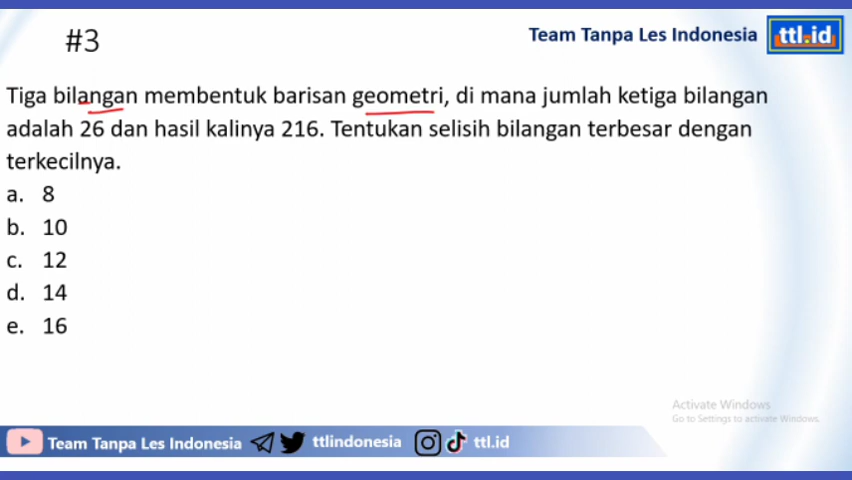 #3
Team Tanpa Les Indonesia
ttl.id
Tiga bilangan membentuk barisan geometri, di mana jumlah ketiga bilangan
adalah 26 dan hasil kalinya 216. Tentukan selisih bilangan terbesar dengan
terkecilnya.
a. 8
b. 10
c. 12
d. 14
e. 16
Activate Windows
Go to Settings to activate Windows.
Team Tanpa Les Indonesia ttlindonesia ttl.id